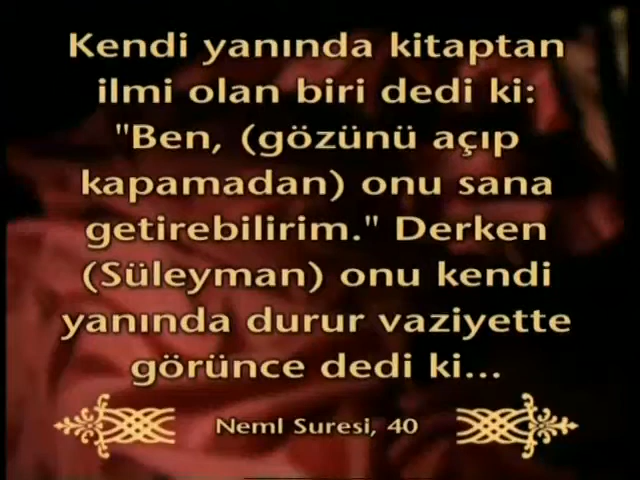 Kendi yanında kitaptan
ilmi olan biri dedi ki:
"Ben, (gözünü açıp
kapamadan) onu sana
getirebilirim." Derken
(Süleyman) onu kendi
yanında durur vaziyette
görünce dedi ki...
Neml Suresi, 40